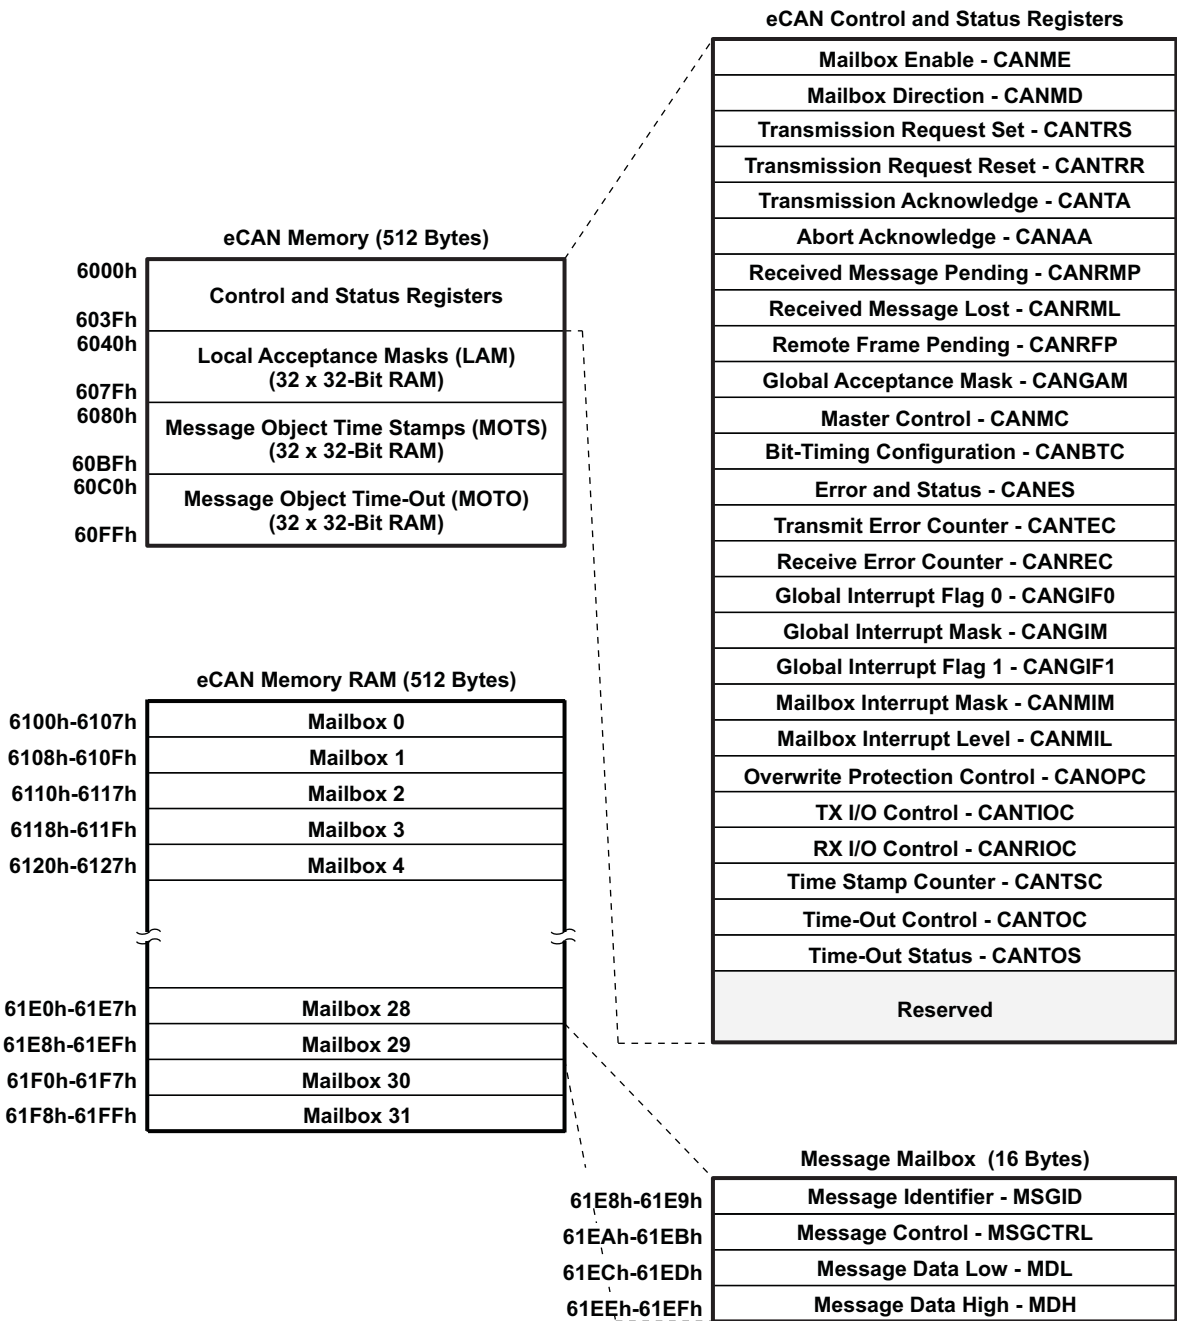 eCAN Control and Status Registers
Mailbox Enable - CANME
Mailbox Direction - CANMD
Transmission Request Set - CANTRS
Transmission Request Reset - CANTRR
Transmission Acknowledge - CANTA
Abort Acknowledge - CANAA
Received Message Pending - CANRMP
Received Message Lost - CANRML
Remote Frame Pending - CANRFP
Global Acceptance Mask - CANGAM
Master Control - CANMC
Bit-Timing Configuration - CANBTC
Error and Status - CANES
Transmit Error Counter - CANTEC
Receive Error Counter - CANREC
Global Interrupt Flag 0 - CANGIF0
Global Interrupt Mask - CANGIM
Global Interrupt Flag 1 - CANGIF1
Mailbox Interrupt Mask - CANMIM
Mailbox Interrupt Level - CANMIL
Overwrite Protection Control - CANOPC
TX I/O Control - CANTIOC
RX I/O Control - CANRIOC
Time Stamp Counter - CANTSC
Time-Out Control - CANTOC
Time-Out Status - CANTOS
Reserved
eCAN Memory (512 Bytes)
6000h
Control and Status Registers
603Fh
6040h
Local Acceptance Masks (LAM)
(32 x 32-Bit RAM)
607Fh
6080h
Message Object Time Stamps (MOTS)
(32 x 32-Bit RAM)
60BFh
60C0h
Message Object Time-Out (MOTO)
(32 x 32-Bit RAM)
60FFh
eCAN Memory RAM (512 Bytes)
6100h-6107h Mailbox 0
6108h-610Fh Mailbox 1
6110h-6117h Mailbox 2
6118h-611Fh Mailbox 3
6120h-6127h Mailbox 4
61E0h-61E7h Mailbox 28
61E8h-61EFh Mailbox 29
61F0h-61F7h Mailbox 30
61F8h-61FFh Mailbox 31
Message Mailbox (16 Bytes)
61E8h-61E9h Message Identifier - MSGID
61EAh-61EBh Message Control - MSGCTRL
61ECh-61EDh Message Data Low - MDL
61EEh-61EFh Message Data High - MDH